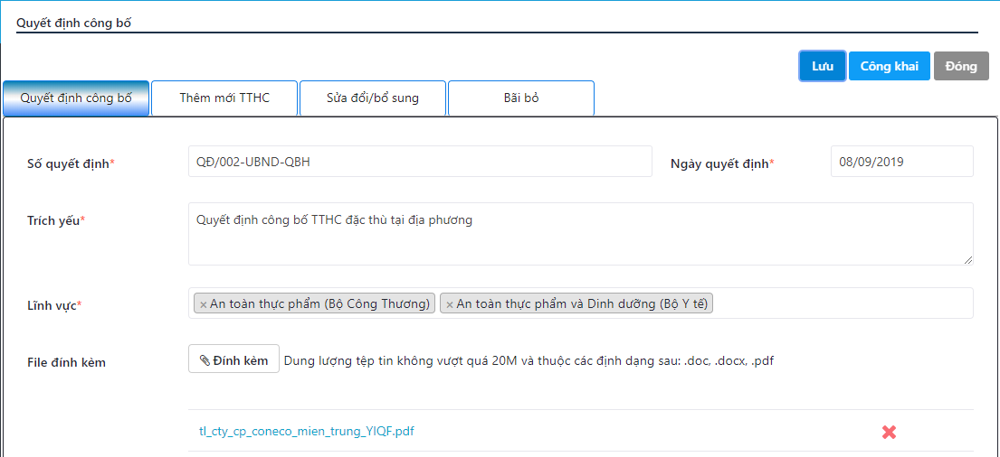 Quyết định công bố
Lưu Công khai Đóng
Quyết định công bố Thêm mới TTHC Sửa đổi/bổ sung Bãi bỏ
Số quyết định* QĐ/002-UBND-QBH Ngày quyết định* 08/09/2019
Trích yếu* Quyết định công bố TTHC đặc thù tại địa phương
Lĩnh vực* ×An toàn thực phẩm (Bộ Công Thương) ×An toàn thực phẩm và Dinh dưỡng (Bộ Y tế)
File đính kèm Đính kèm Dung lượng tệp tin không vượt quá 20M và thuộc các định dạng sau: .doc, .docx, .pdf
tl_cty_cp_coneco_mien_trung_YIQF.pdf